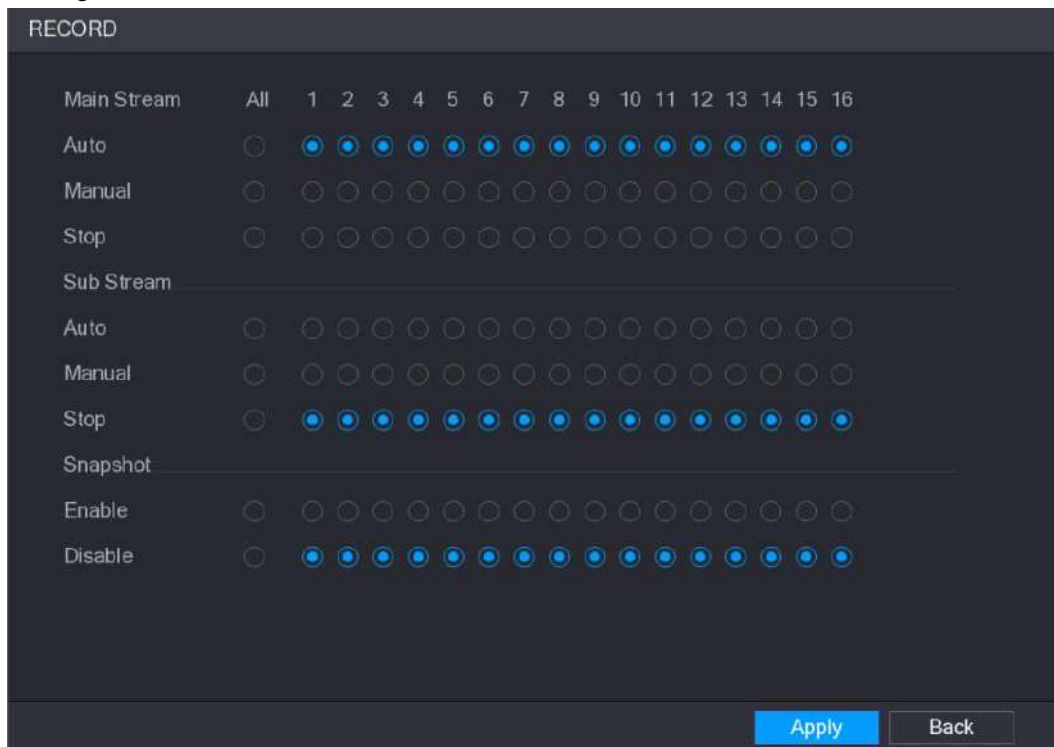 RECORD
Main Stream All 1 2 3 4 5 6 7 8 9 10 11 12 13 14 15 16
Auto
Manual
Stop
Sub Stream
Auto
Manual
Stop
Snapshot
Enable
Disable
Apply Back